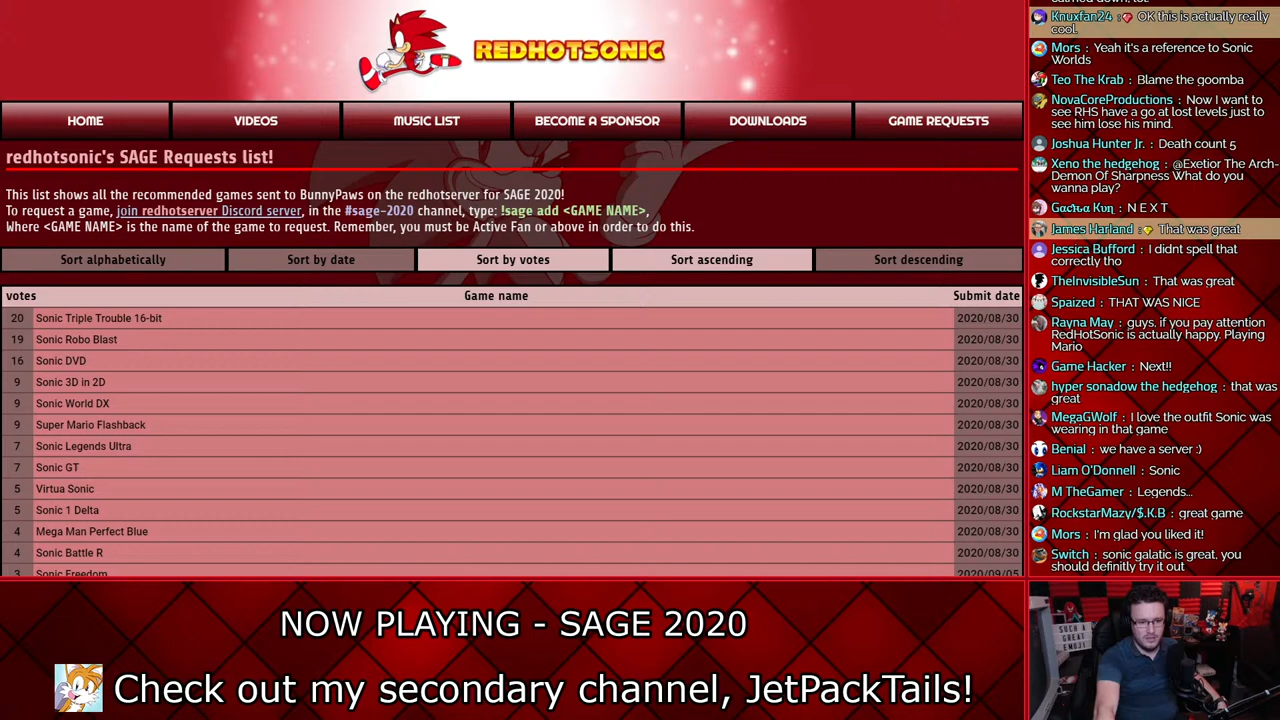 REDHOTSONIC
HOME VIDEOS MUSIC LIST BECOME A SPONSOR DOWNLOADS GAME REQUESTS
redhotsonic's SAGE Requests list!
This list shows all the recommended games sent to BunnyPaws on the redhotserver for SAGE 2020!
To request a game, join redhotserver Discord server, in the #sage-2020 channel, type: !sage add <GAME NAME>,
Where <GAME NAME> is the name of the game to request. Remember, you must be Active Fan or above in order to do this.
Sort alphabetically Sort by date Sort by votes Sort ascending Sort descending
votes Game name Submit date
20 Sonic Triple Trouble 16-bit 2020/08/30
19 Sonic Robo Blast 2020/08/30
16 Sonic DVD 2020/08/30
9 Sonic 3D in 2D 2020/08/30
9 Sonic World DX 2020/08/30
9 Super Mario Flashback 2020/08/30
7 Sonic Legends Ultra 2020/08/30
7 Sonic GT 2020/08/30
5 Virtua Sonic 2020/08/30
5 Sonic 1 Delta 2020/08/30
4 Mega Man Perfect Blue 2020/08/30
4 Sonic Battle R 2020/08/30
3 Sonic Freedom 2020/09/05
NOW PLAYING - SAGE 2020
Check out my secondary channel, JetPackTails!
Knuxfan24 : OK this is actually really
cool.
Mors : Yeah it's a reference to Sonic
Worlds
Teo The Krab : Blame the goomba
NovaCoreProductions : Now I want to
see RHS have a go at lost levels just to
see him lose his mind.
Joshua Hunter Jr. : Death count 5
Xeno the hedgehog : @Exetior The Arch-
Demon Of Sharpness What do you
wanna play?
: N E X T
James Harland : That was great
Jessica Bufford : I didnt spell that
correctly tho
TheInvisibleSun : That was great
Spaized : THAT WAS NICE
Rayna May : guys, if you pay attention
RedHotSonic is actually happy. Playing
Mario
Game Hacker : Next!!
hyper sonadow the hedgehog : that was
great
MegaGWolf : I love the outfit Sonic was
wearing in that game
Benial : we have a server :)
Liam O'Donnell : Sonic
M TheGamer : Legends...
RockstarMazy/$.K.B : great game
Mors : I'm glad you liked it!
Switch : sonic galatic is great, you
should definitly try it out
SUCH A
GREAT
EMOJI